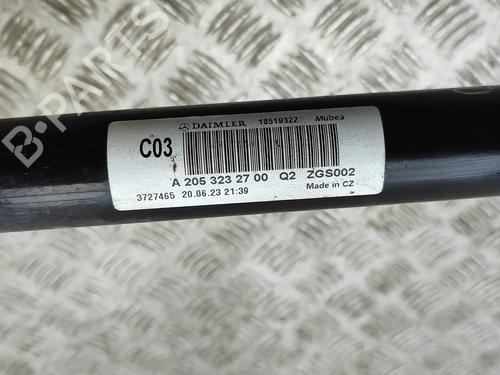 DAIMLER 18519322 Mubea
C03
A 205 323 27 00 Q2 ZGS002
3727465 20.06.23 21:39 Made in CZ
B-PARTS